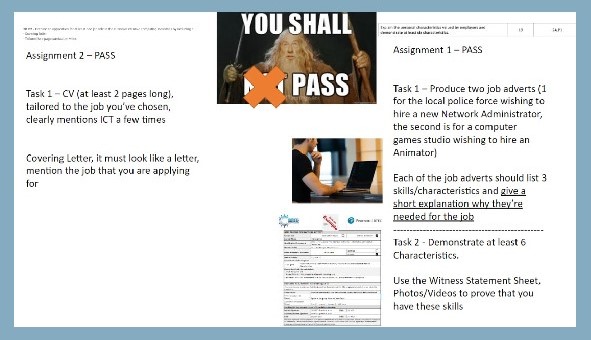 Assignment 2 – PASS
Task 1 – CV (at least 2 pages long),
tailored to the job you've chosen,
clearly mentions ICT a few times
Covering Letter, it must look like a letter,
mention the job that you are applying
for
YOU SHALL
NOT PASS
Assignment 1 – PASS
Task 1 – Produce two job adverts (1
for the local police force wishing to
hire a new Network Administrator,
the second is for a computer
games studio wishing to hire an
Animator)
Each of the job adverts should list 3
skills/characteristics and give a
short explanation why they're
needed for the job
----------------------------------------
Task 2 - Demonstrate at least 6
Characteristics.
Use the Witness Statement Sheet,
Photos/Videos to prove that you
have these skills